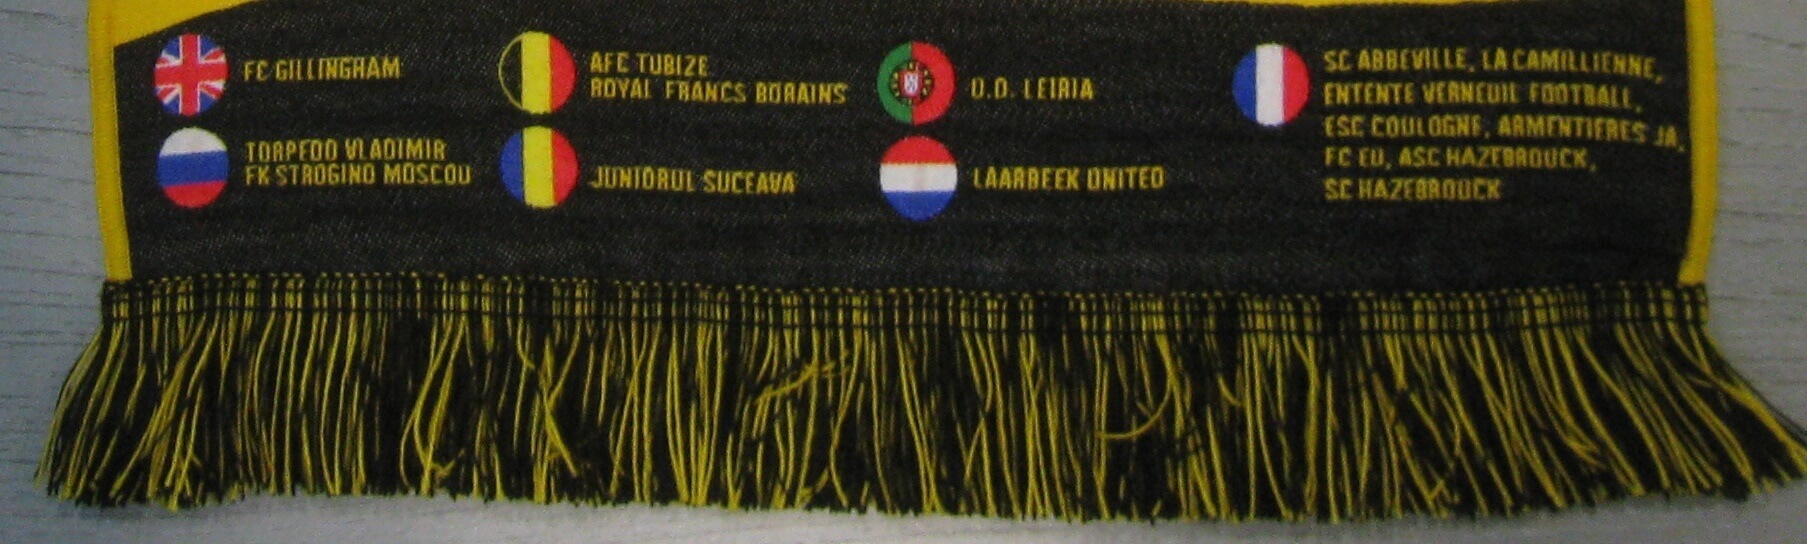 FC GILLINGHAM
TORPEDO VLADIMIR
FK STROGINO MOSCOU
AFC TUBIZE
ROYAL FRANCS BORAINS
JUNIORUL SUCEAVA
U.D. LEIRIA
LAARBEEK UNITED
SC ABBEVILLE, LA CAMILLIENNE,
ENTENTE VERNEUIL FOOTBALL,
ESC COULOGNE, ARMENTIERES JA,
FC EU, ASC HAZEBROUCK,
SC HAZEBROUCK